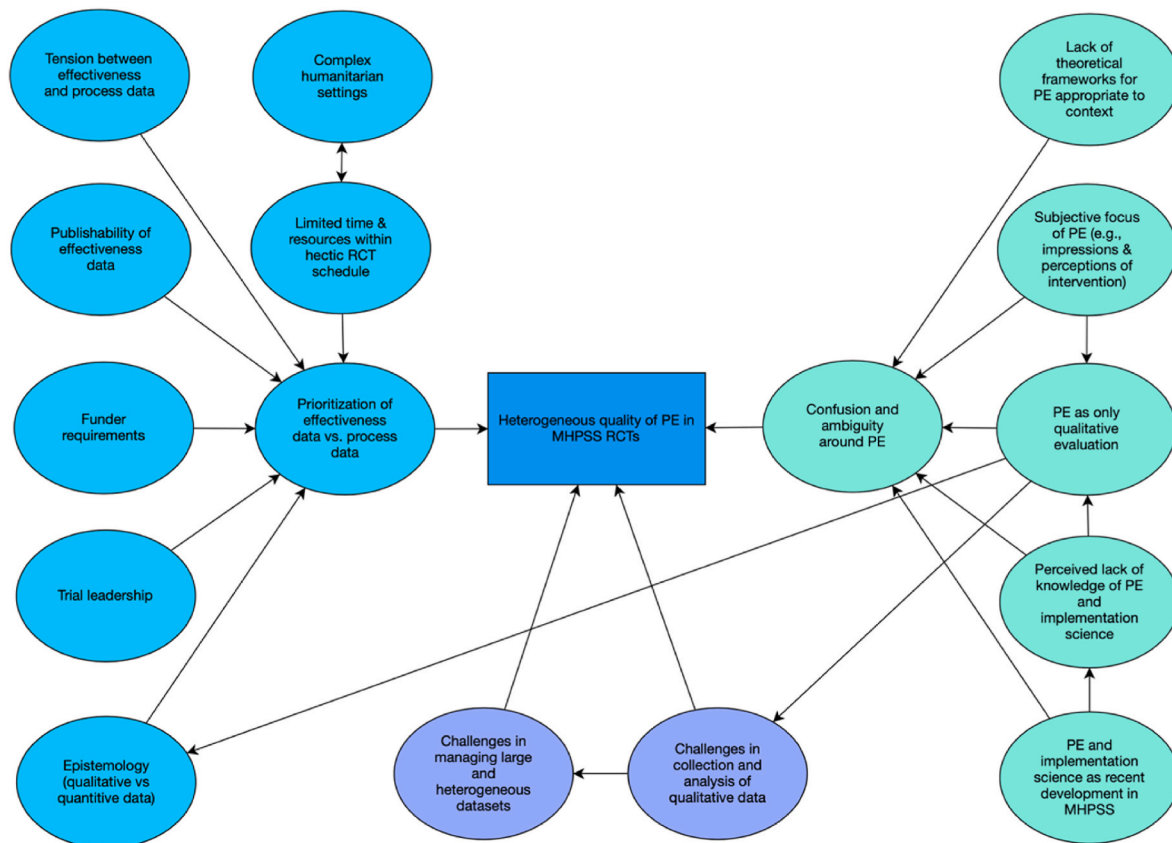 Tension between
effectiveness
and process data
Complex
humanitarian
settings
Lack of
theoretical
frameworks for
PE appropriate to
context
Publishability of
effectiveness
data
Limited time &
resources within
hectic RCT
schedule
Subjective focus
of PE (e.g.,
impressions &
perceptions of
intervention)
Funder
requirements
Prioritization of
effectiveness
data vs. process
data
Heterogeneous quality of PE in
MHPSS RCTs
Confusion and
ambiguity
around PE
PE as only
qualitative
evaluation
Trial leadership
Perceived lack of
knowledge of PE
and
implementation
science
Epistemology
(qualitative vs
quantitive data)
Challenges in
managing large
and
heterogeneous
datasets
Challenges in
collection and
analysis of
qualitative data
PE and
implementation
science as recent
development in
MHPSS